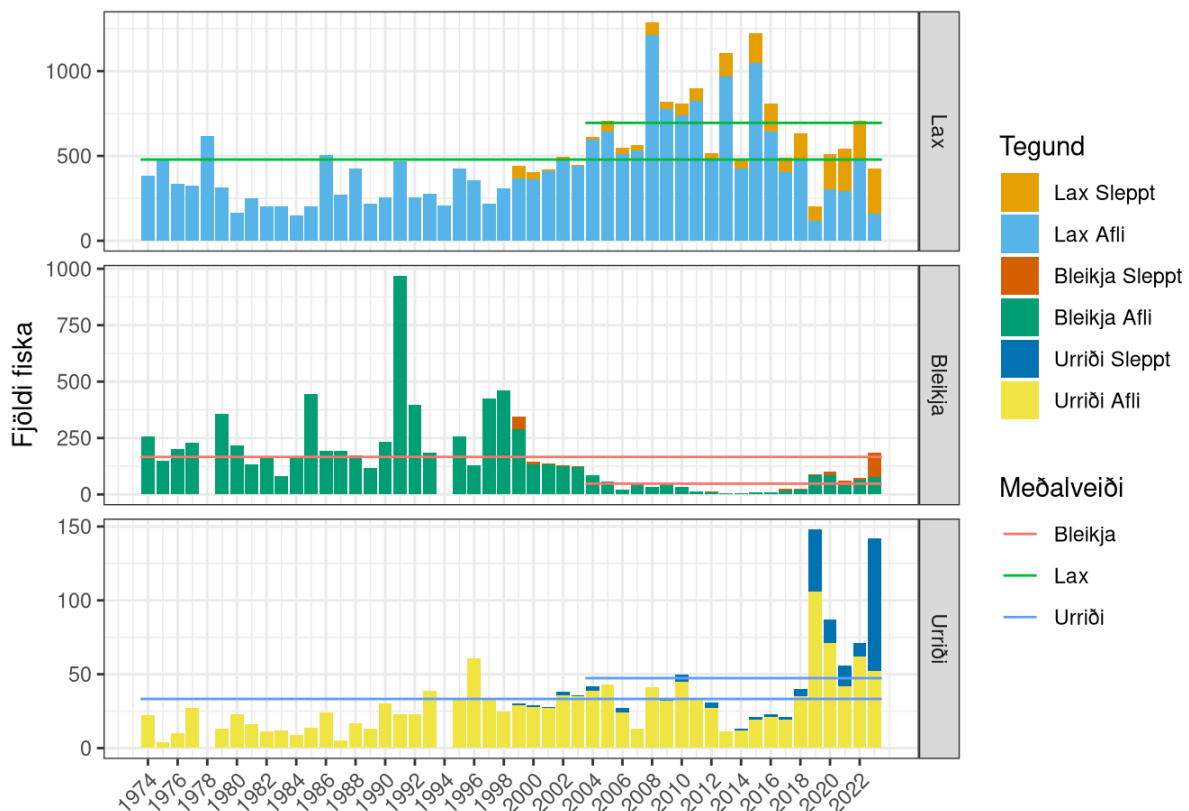 Fjöldi fiska
1000
500
0
Lax
1000
750
500
250
0
Bleikja
150
100
50
0
Urriði
1974
1976
1978
1980
1982
1984
1986
1988
1990
1992
1994
1996
1998
2000
2002
2004
2006
2008
2010
2012
2014
2016
2018
2020
2022
Tegund
Lax Sleppt
Lax Afli
Bleikja Sleppt
Bleikja Afli
Urriði Sleppt
Urriði Afli
Meðalveiði
Bleikja
Lax
Urriði